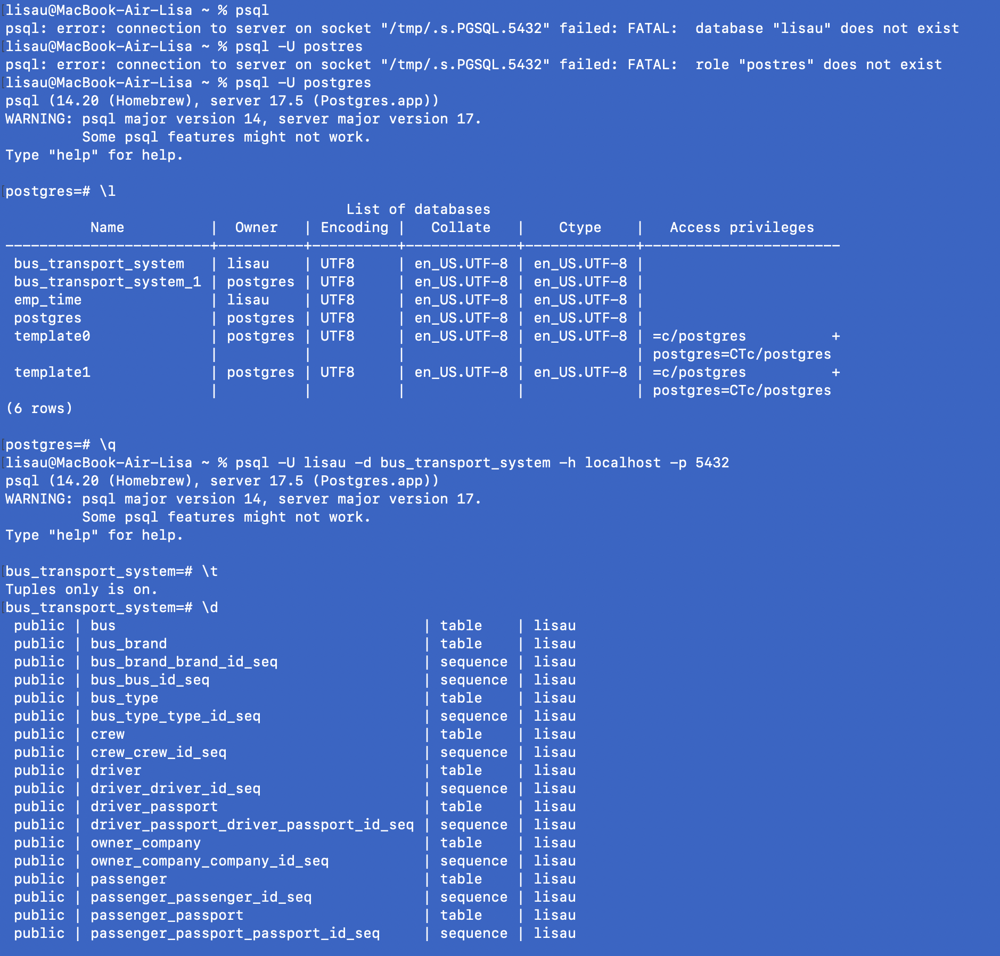 lisau@MacBook-Air-Lisa ~ % psql
psql: error: connection to server on socket "/tmp/.s.PGSQL.5432" failed: FATAL:  database "lisau" does not exist
lisau@MacBook-Air-Lisa ~ % psql -U postres
psql: error: connection to server on socket "/tmp/.s.PGSQL.5432" failed: FATAL:  role "postres" does not exist
lisau@MacBook-Air-Lisa ~ % psql -U postgres
psql (14.20 (Homebrew), server 17.5 (Postgres.app))
WARNING: psql major version 14, server major version 17.
         Some psql features might not work.
Type "help" for help.

postgres=# \l
                                        List of databases
          Name          |  Owner   | Encoding |   Collate   |    Ctype    |   Access privileges
------------------------+----------+----------+-------------+-------------+-----------------------
 bus_transport_system   | lisau    | UTF8     | en_US.UTF-8 | en_US.UTF-8 |
 bus_transport_system_1 | postgres | UTF8     | en_US.UTF-8 | en_US.UTF-8 |
 emp_time               | lisau    | UTF8     | en_US.UTF-8 | en_US.UTF-8 |
 postgres               | postgres | UTF8     | en_US.UTF-8 | en_US.UTF-8 |
 template0              | postgres | UTF8     | en_US.UTF-8 | en_US.UTF-8 | =c/postgres          +
                        |          |          |             |             | postgres=CTc/postgres
 template1              | postgres | UTF8     | en_US.UTF-8 | en_US.UTF-8 | =c/postgres          +
                        |          |          |             |             | postgres=CTc/postgres
(6 rows)

postgres=# \q
lisau@MacBook-Air-Lisa ~ % psql -U lisau -d bus_transport_system -h localhost -p 5432
psql (14.20 (Homebrew), server 17.5 (Postgres.app))
WARNING: psql major version 14, server major version 17.
         Some psql features might not work.
Type "help" for help.

bus_transport_system=# \t
Tuples only is on.
bus_transport_system=# \d
 public | bus                                    | table    | lisau
 public | bus_brand                              | table    | lisau
 public | bus_brand_brand_id_seq                 | sequence | lisau
 public | bus_bus_id_seq                         | sequence | lisau
 public | bus_type                               | table    | lisau
 public | bus_type_type_id_seq                   | sequence | lisau
 public | crew                                   | table    | lisau
 public | crew_crew_id_seq                       | sequence | lisau
 public | driver                                 | table    | lisau
 public | driver_driver_id_seq                   | sequence | lisau
 public | driver_passport                        | table    | lisau
 public | driver_passport_driver_passport_id_seq | sequence | lisau
 public | owner_company                          | table    | lisau
 public | owner_company_company_id_seq           | sequence | lisau
 public | passenger                              | table    | lisau
 public | passenger_passenger_id_seq             | sequence | lisau
 public | passenger_passport                     | table    | lisau
 public | passenger_passport_passport_id_seq     | sequence | lisau